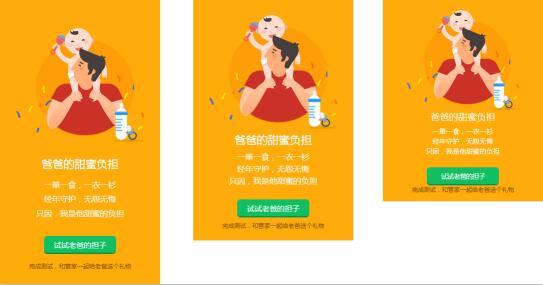 爸爸的甜蜜负担
一箪一食，一衣一衫
经年守护，无怨无悔
只因，我是他甜蜜的负担
试试老爸的担子
完成测试，和管家一起给老爸送个礼物
爸爸的甜蜜负担
一箪一食，一衣一衫
经年守护，无怨无悔
只因，我是他甜蜜的负担
试试老爸的担子
完成测试，和管家一起给老爸送个礼物
爸爸的甜蜜负担
一箪一食，一衣一衫
经年守护，无怨无悔
只因，我是他甜蜜的负担
试试老爸的担子
完成测试，和管家一起给老爸送个礼物